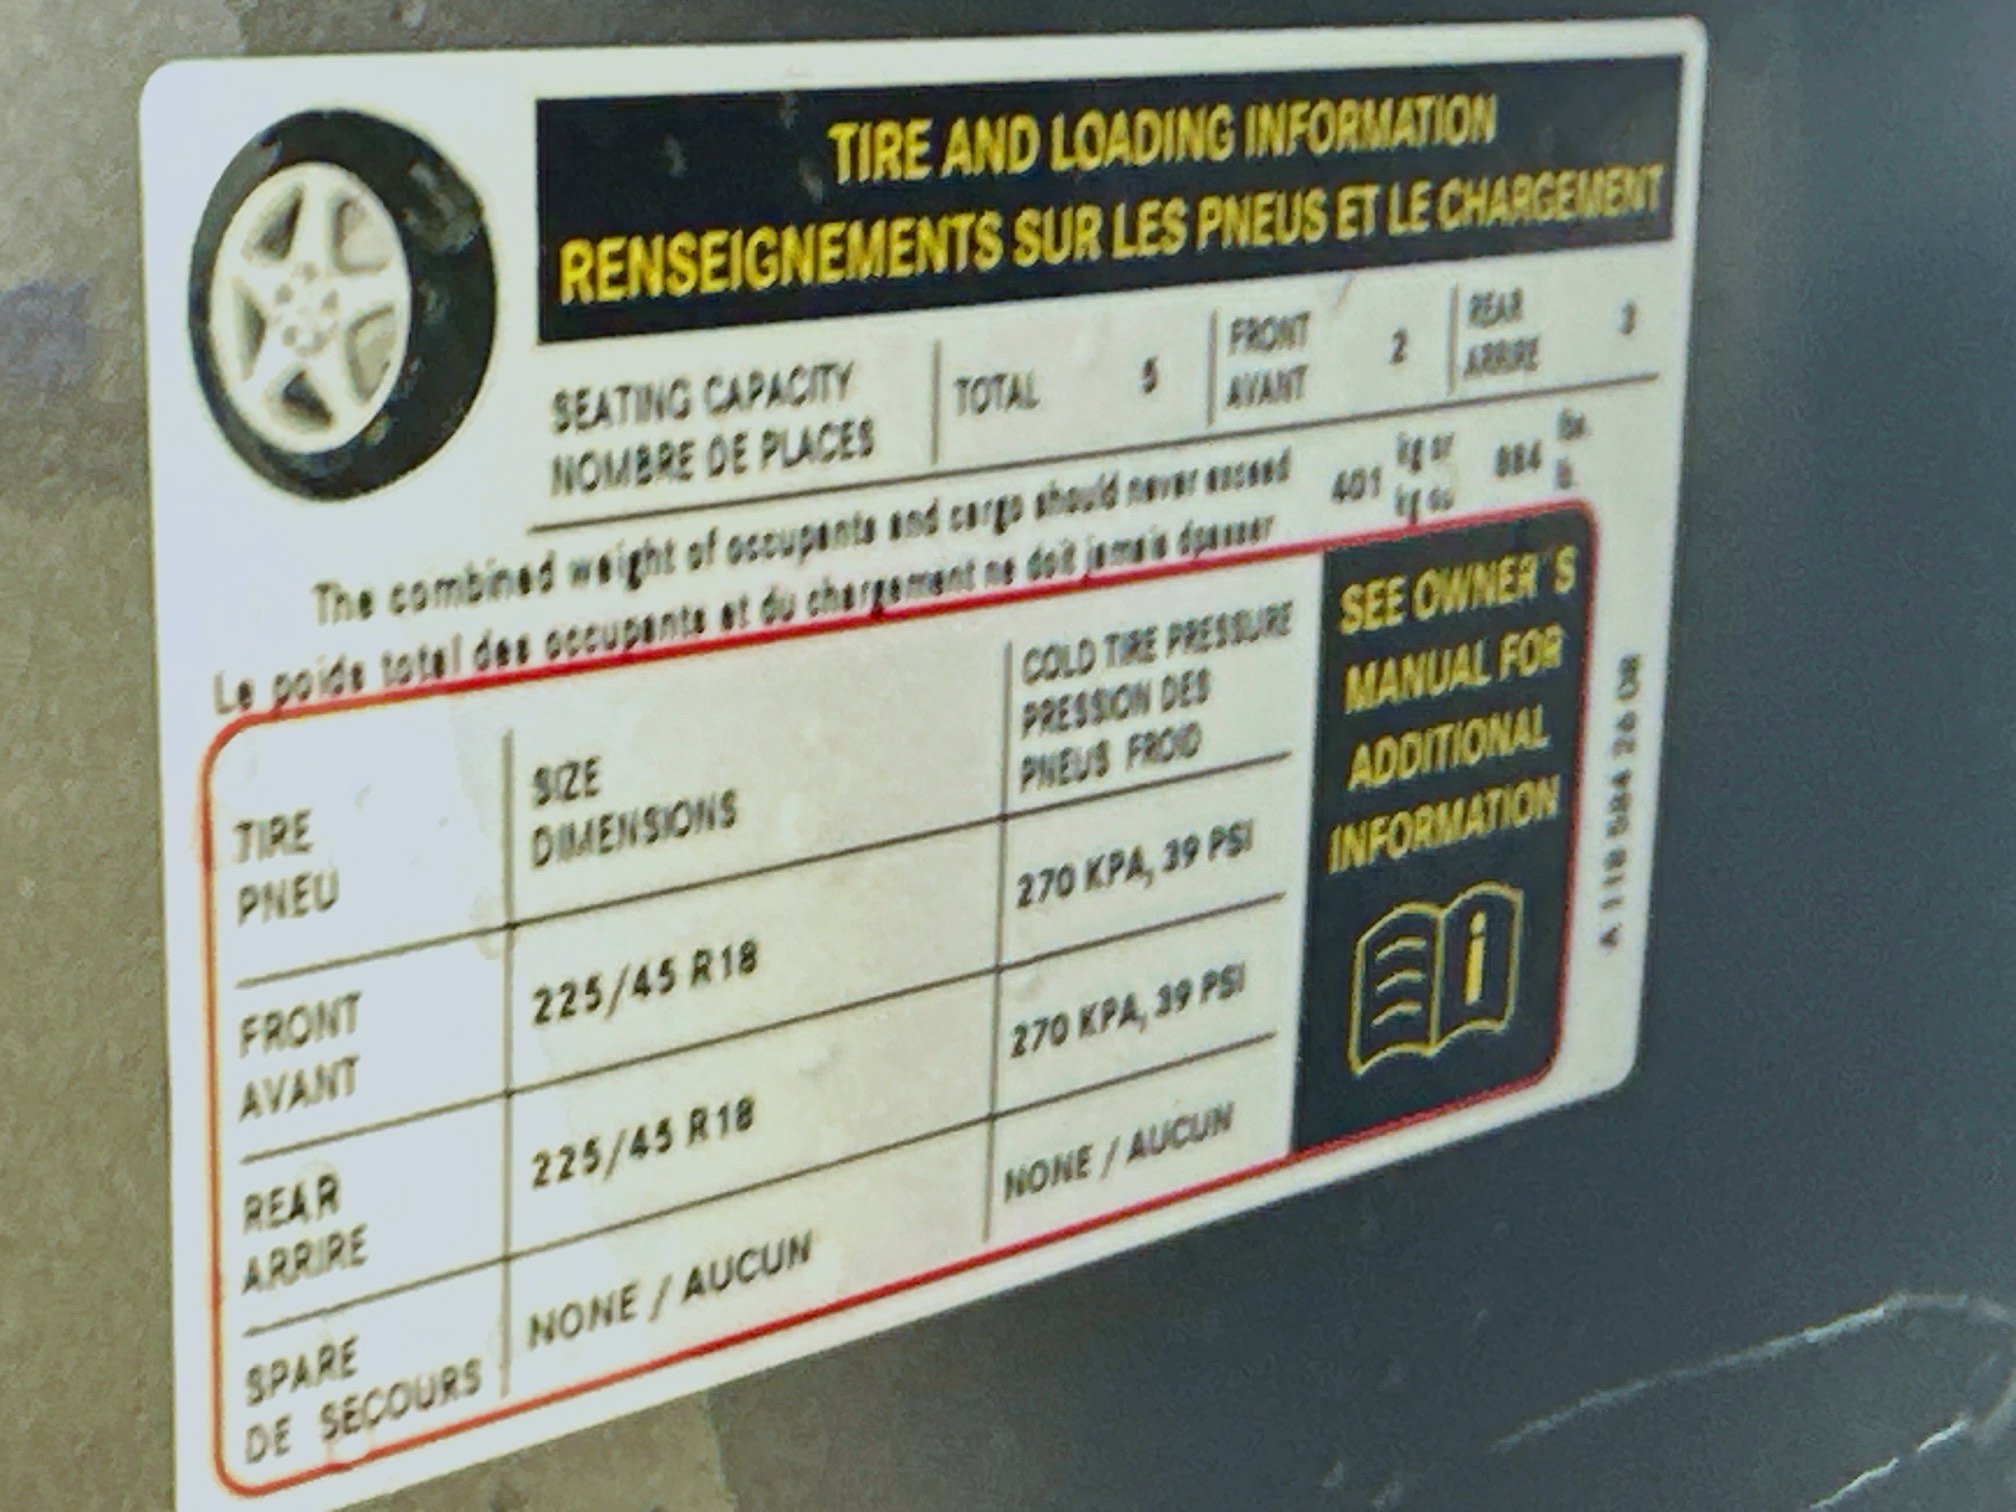 TIRE AND LOADING INFORMATION
RENSEIGNEMENTS SUR LES PNEUS ET LE CHARGEMENT
SEATING CAPACITY
NOMBRE DE PLACES
TOTAL 5
FRONT
AVANT
2
REAR
ARRIRE
3
The combined weight of occupants and cargo should never exceed
Le poids total des occupants et du chargement ne doit jamais dpasser
401
kg or
kg ou
884
lbs.
lb.
TIRE
PNEU
SIZE
DIMENSIONS
COLD TIRE PRESSURE
PRESSION DES
PNEUS FROID
FRONT
AVANT
225/45 R18
270 KPA, 39 PSI
REAR
ARRIRE
225/45 R18
270 KPA, 39 PSI
SPARE
DE SECOURS
NONE / AUCUN
NONE / AUCUN
SEE OWNER'S
MANUAL FOR
ADDITIONAL
INFORMATION
i